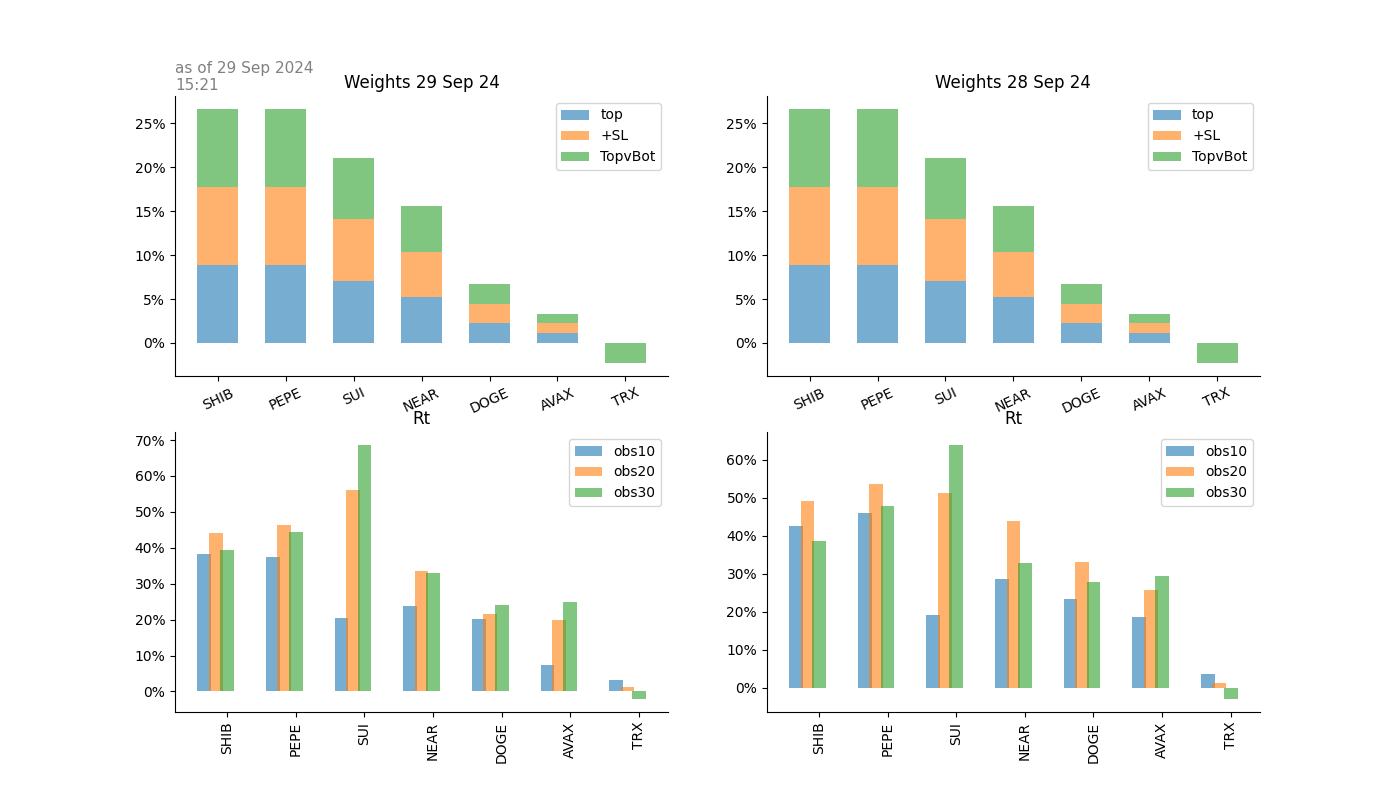 as of 29 Sep 2024
15:21
Weights 29 Sep 24
25%
20%
15%
10%
5%
0%
top
+SL
TopvBot
SHIB
PEPE
SUI
NEAR
DOGE
AVAX
TRX
Weights 28 Sep 24
25%
20%
15%
10%
5%
0%
top
+SL
TopvBot
SHIB
PEPE
SUI
NEAR
DOGE
AVAX
TRX
Rt
70%
60%
50%
40%
30%
20%
10%
0%
obs10
obs20
obs30
SHIB
PEPE
SUI
NEAR
DOGE
AVAX
TRX
Rt
60%
50%
40%
30%
20%
10%
0%
obs10
obs20
obs30
SHIB
PEPE
SUI
NEAR
DOGE
AVAX
TRX